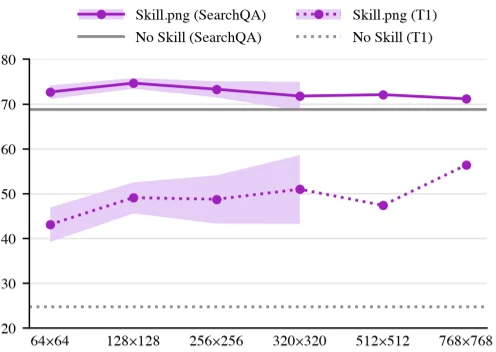 Skill.png (SearchQA) Skill.png (T1)
No Skill (SearchQA) No Skill (T1)
80
70
60
50
40
30
20
64×64 128×128 256×256 320×320 512×512 768×768